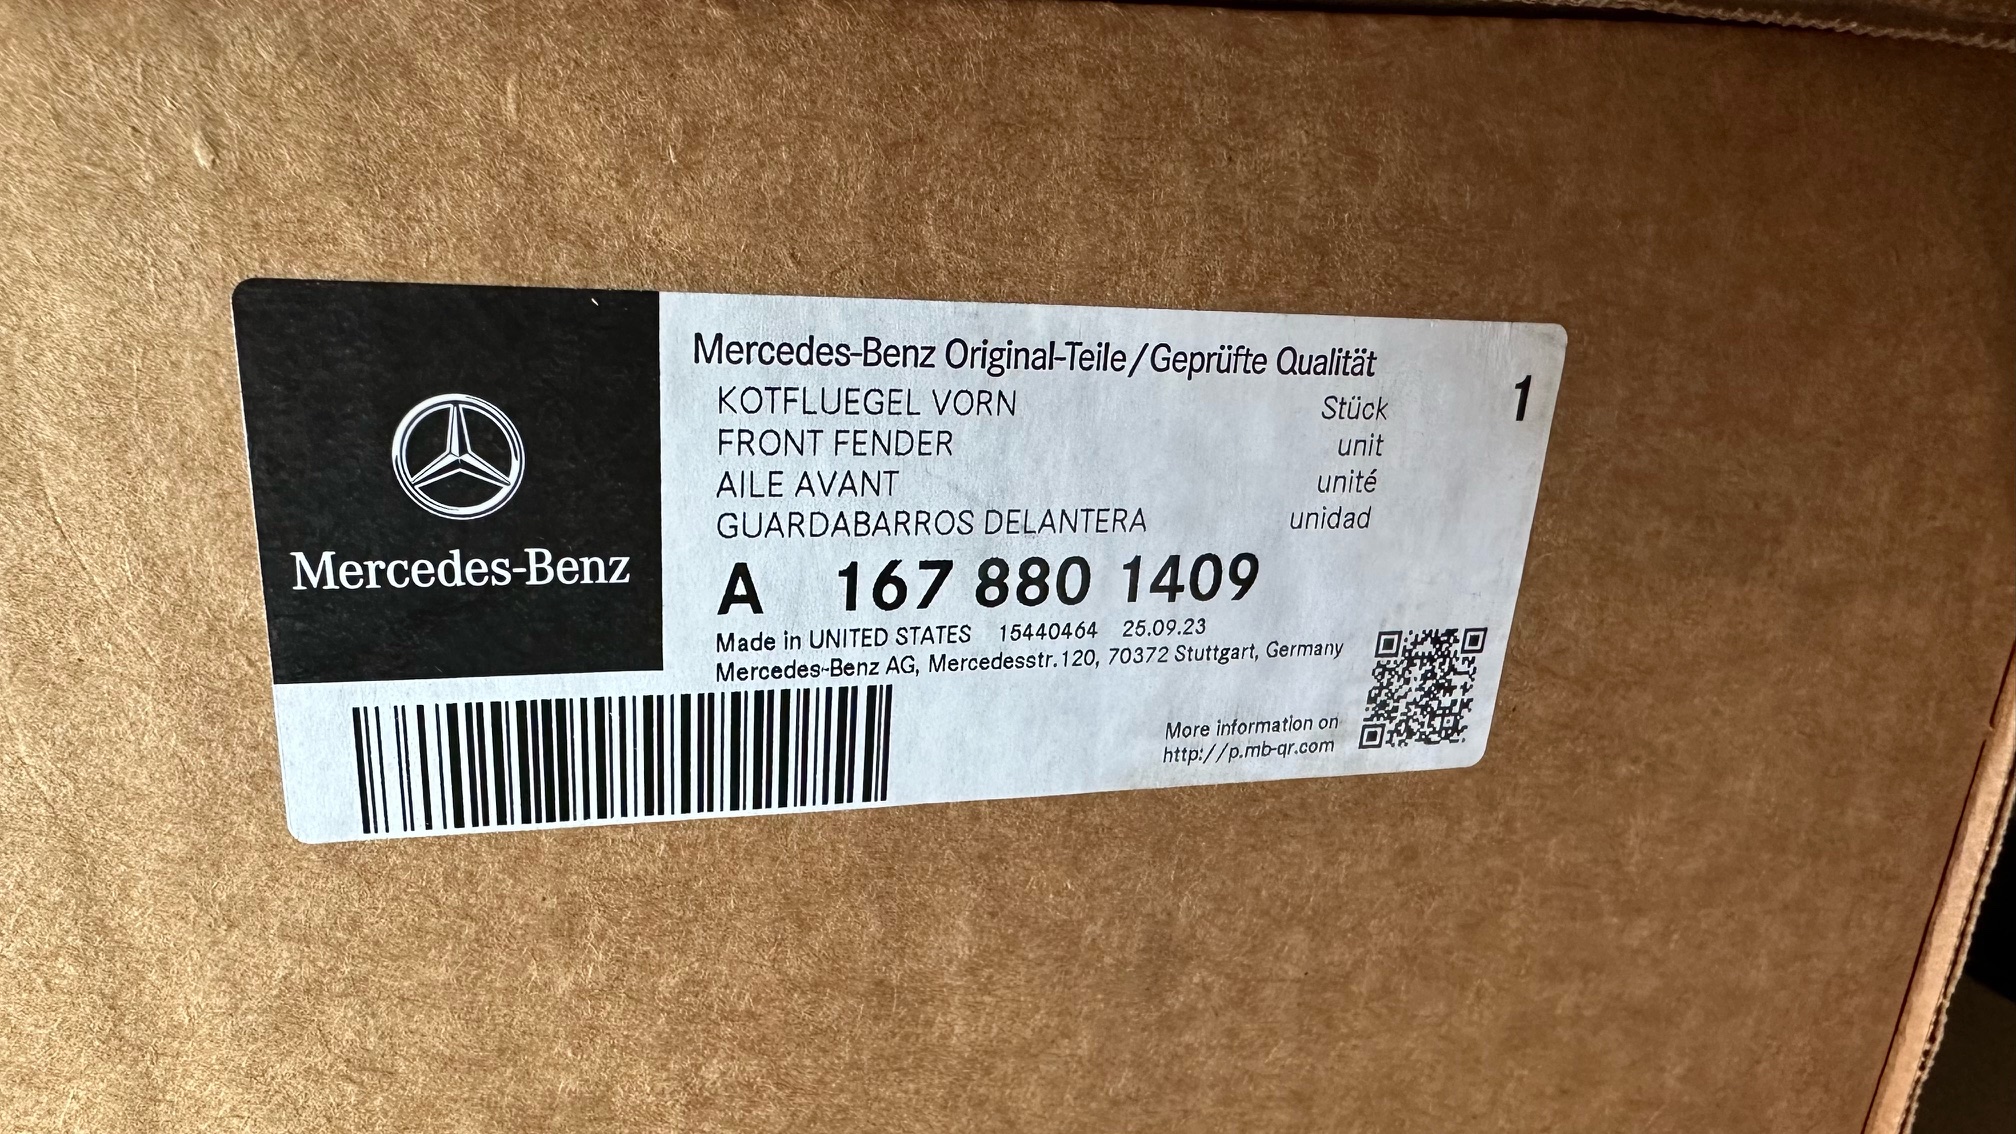 Mercedes-Benz
Mercedes-Benz Original-Teile/Geprüfte Qualität
KOTFLUEGEL VORN Stück 1
FRONT FENDER unit
AILE AVANT unité
GUARDABARROS DELANTERA unidad
A 167 880 1409
Made in UNITED STATES 15440464 25.09.23
Mercedes-Benz AG, Mercedesstr.120, 70372 Stuttgart, Germany
More information on
http://p.mb-qr.com